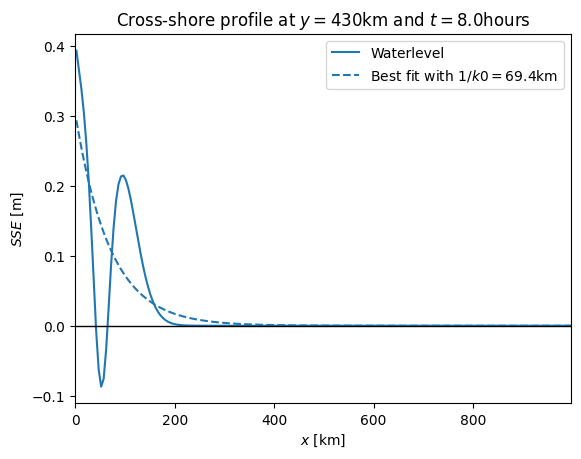 Cross-shore profile at y = 430km and t = 8.0hours
Waterlevel
Best fit with 1/k0 = 69.4km
SSE [m]
0.4
0.3
0.2
0.1
0.0
−0.1
0 200 400 600 800
x [km]